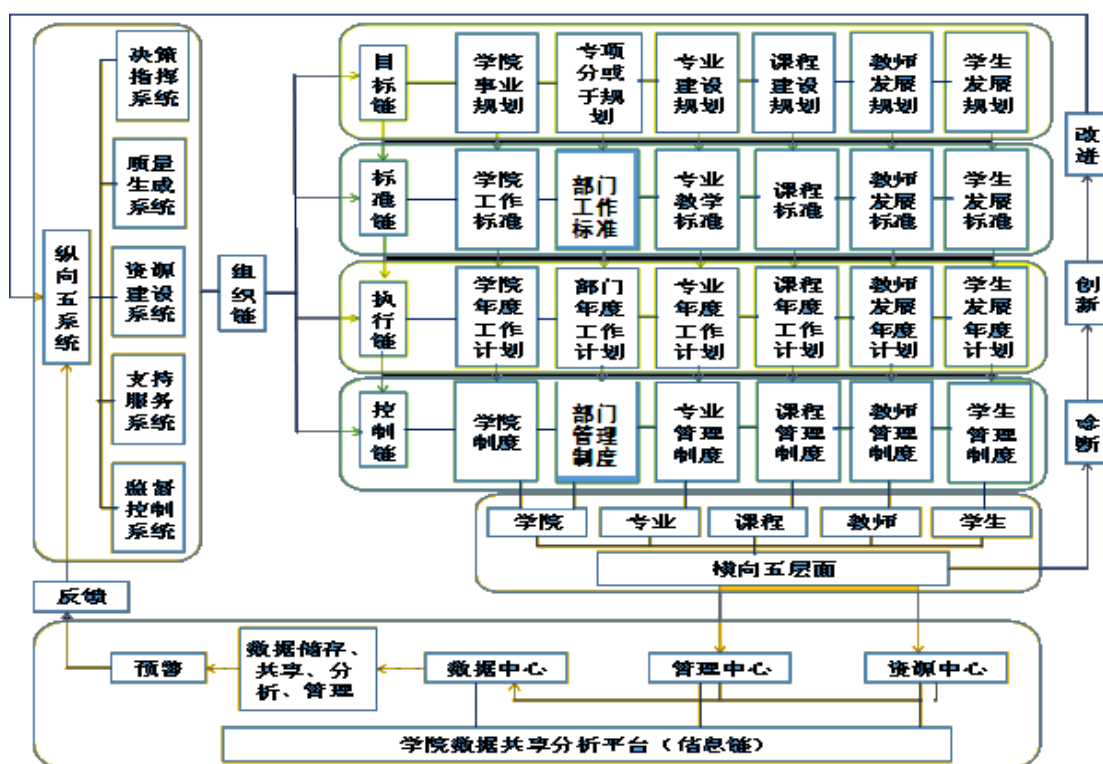 决策
指挥
系统
质量
生成
系统
资源
建设
系统
支持
服务
系统
监督
控制
系统
纵向五系统
组织链
目标链
学院
事业
规划
专项
分或
子规
划
专业
建设
规划
课程
建设
规划
教师
发展
规划
学生
发展
规划
标准链
学院
工作
标准
部门
工作
标准
专业
教学
标准
课程
标准
教师
发展
标准
学生
发展
标准
执行链
学院
年度
工作
计划
部门
年度
工作
计划
专业
年度
工作
计划
课程
年度
工作
计划
教师
发展
年度
计划
学生
发展
年度
计划
控制链
学院
制度
部门
管理
制度
专业
管理
制度
课程
管理
制度
教师
管理
制度
学生
管理
制度
改进
创新
诊断
学院
专业
课程
教师
学生
横向五层面
反馈
预警
数据储存、
共享、分
析、管理
数据中心
管理中心
资源中心
学院数据共享分析平台（信息链）